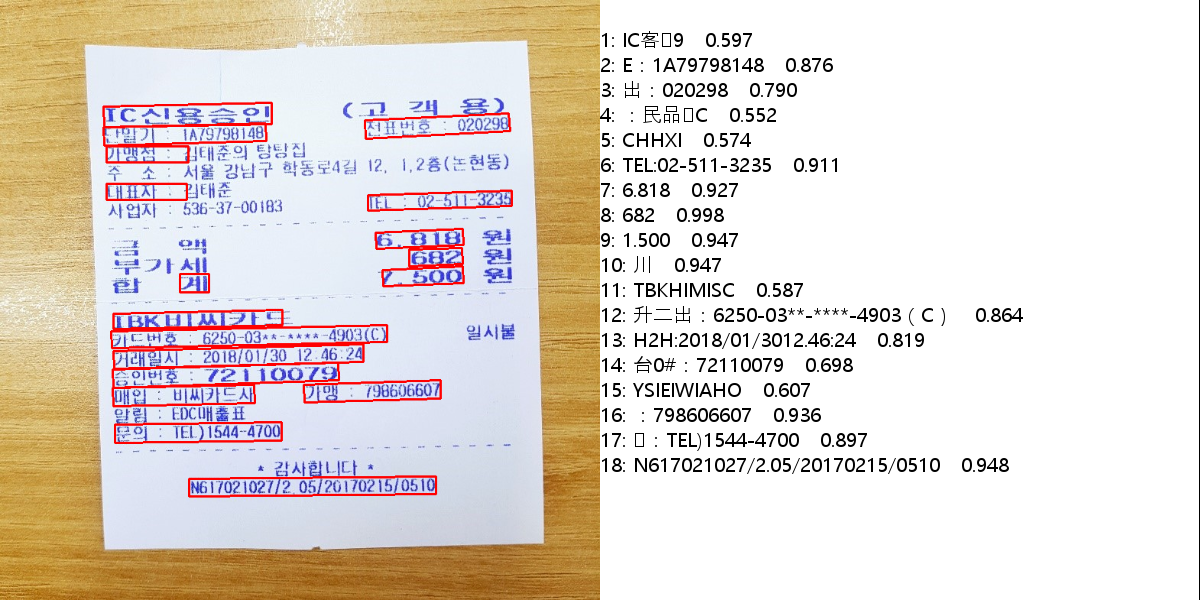 IC신용승인 (고 객 용)
단말기 : 1A79798148 전표번호 : 020298
가맹점 : 김태준의 탕탕집
주 소 : 서울 강남구 학동로4길 12, 1,2층(논현동)
대표자 : 김태준
사업자 : 536-37-00183 TEL : 02-511-3235
금 액 6,818 원
부가세 682 원
합 계 7,500 원
IBK비씨카드
카드번호 : 6250-03**-****-4903(C) 일시불
거래일시 : 2018/01/30 12:46:24
승인번호 : 72110079
매입 : 비씨카드사 가맹 : 798606607
알림 : EDC매출표
문의 : TEL)1544-4700
* 감사합니다 *
N617021027/2.05/20170215/0510
1: IC客▯9 0.597
2: E：1A79798148 0.876
3: 出：020298 0.790
4: ：民品▯C 0.552
5: CHHXI 0.574
6: TEL:02-511-3235 0.911
7: 6.818 0.927
8: 682 0.998
9: 1.500 0.947
10: 川 0.947
11: TBKHIMISC 0.587
12: 升二出：6250-03**-****-4903（C） 0.864
13: H2H:2018/01/3012.46:24 0.819
14: 台0#：72110079 0.698
15: YSIEIWIAHO 0.607
16: ：798606607 0.936
17: ▯：TEL)1544-4700 0.897
18: N617021027/2.05/20170215/0510 0.948